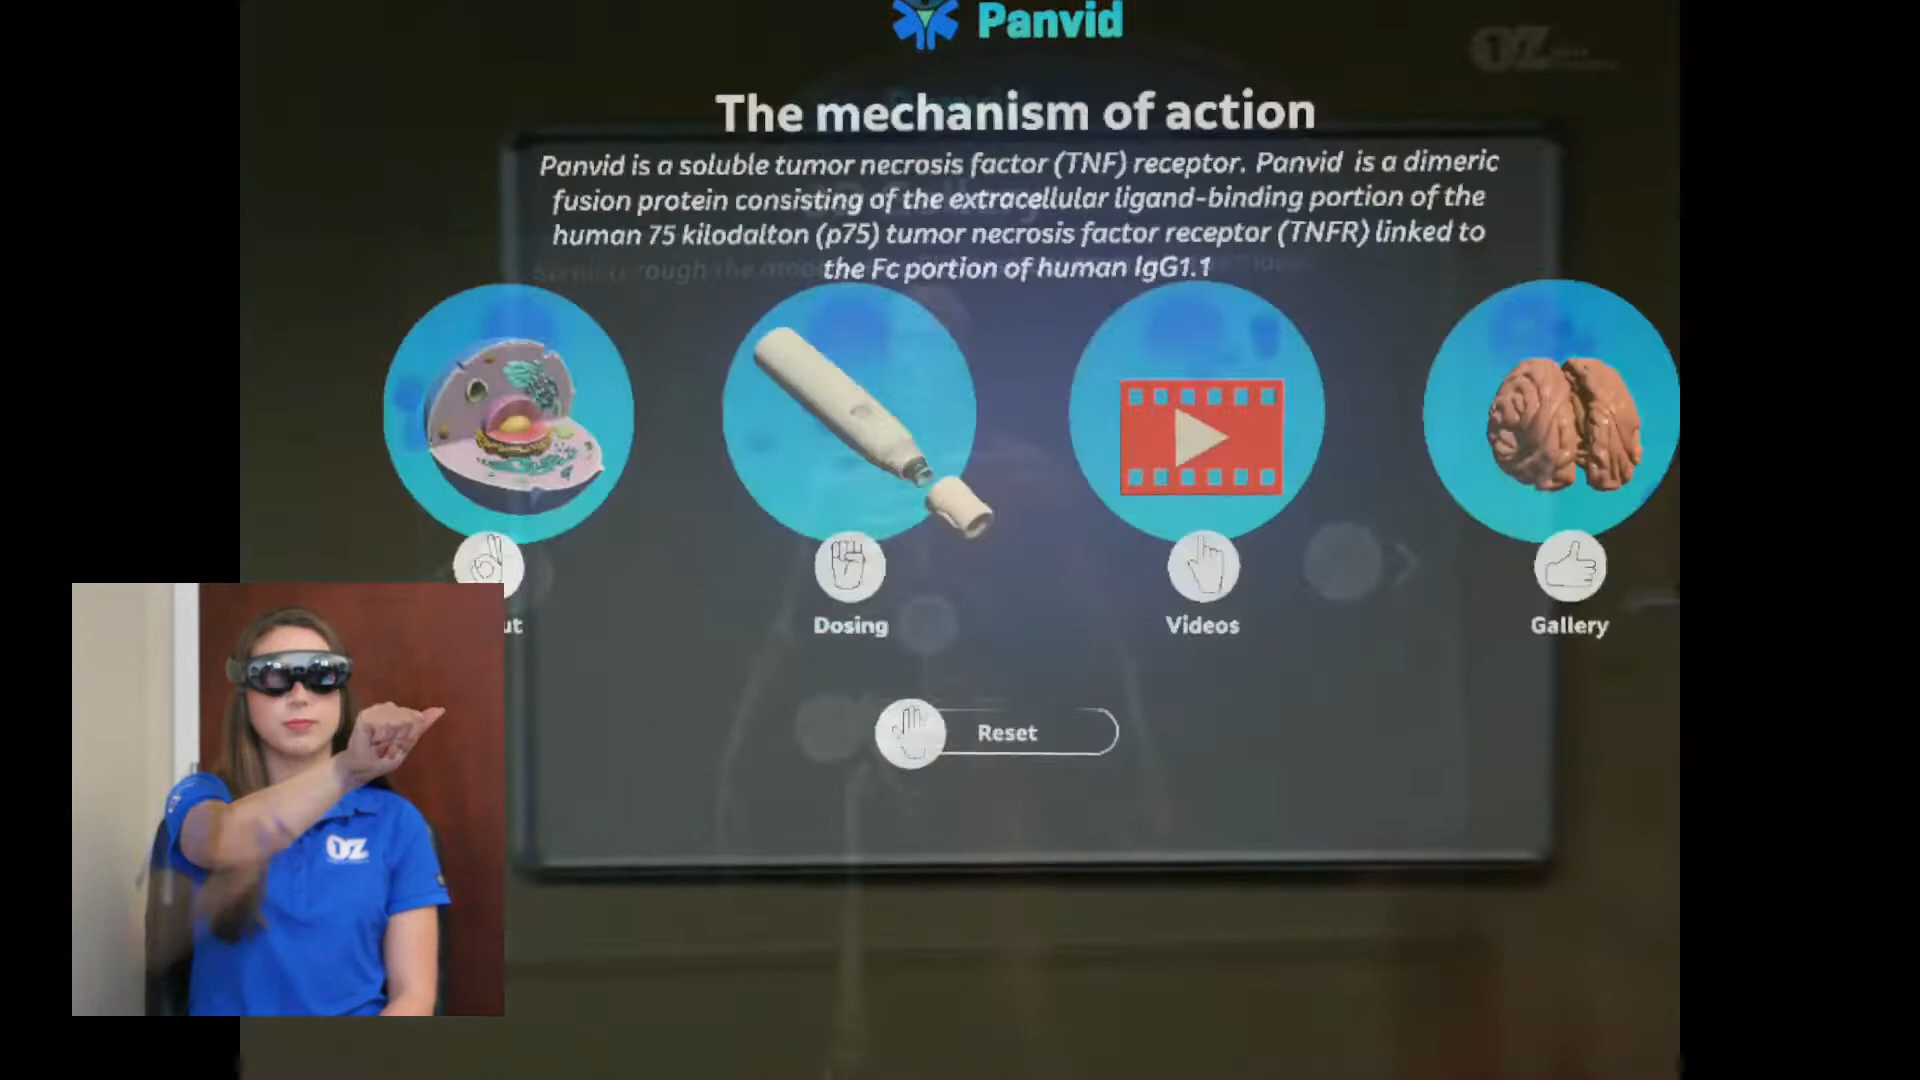 Panvid
OZ
The mechanism of action
Panvid is a soluble tumor necrosis factor (TNF) receptor. Panvid is a dimeric
fusion protein consisting of the extracellular ligand-binding portion of the
human 75 kilodalton (p75) tumor necrosis factor receptor (TNFR) linked to
the Fc portion of human IgG1.1
ut
Dosing
Videos
Gallery
Reset
OZ